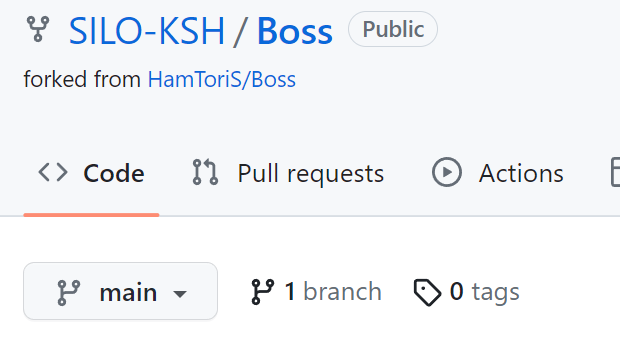 SILO-KSH / Boss Public
forked from HamToriS/Boss
Code Pull requests Actions
main 1 branch 0 tags